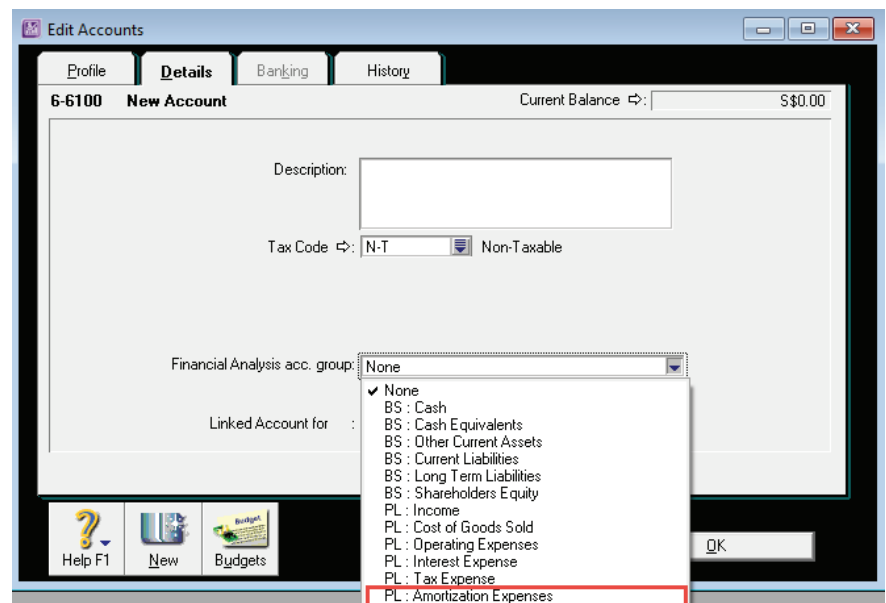 Edit Accounts
Profile Details Banking History
6-6100 New Account Current Balance ⇨: S$0.00
Description:
Tax Code ⇨: N-T Non-Taxable
Financial Analysis acc. group: None
✔ None
BS : Cash
Linked Account for : BS : Cash Equivalents
BS : Other Current Assets
BS : Current Liabilities
BS : Long Term Liabilities
BS : Shareholders Equity
PL : Income
PL : Cost of Goods Sold
PL : Operating Expenses
PL : Interest Expense
PL : Tax Expense
PL : Amortization Expenses
Budget
Help F1 New Budgets OK